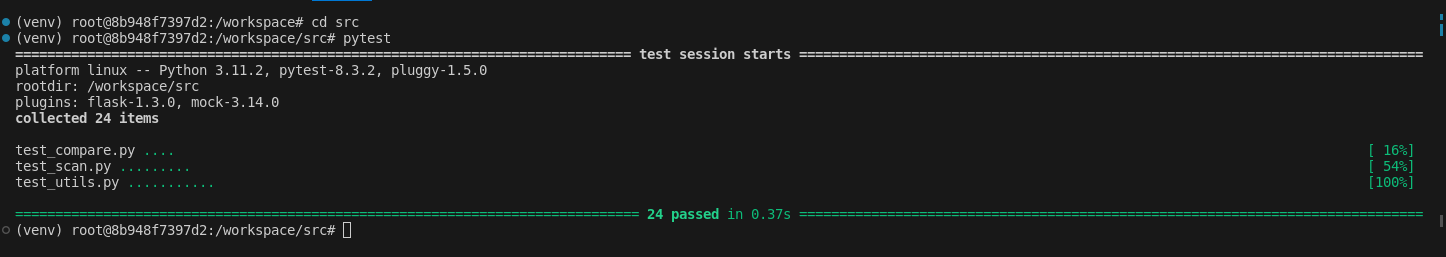 (venv) root@8b948f7397d2:/workspace# cd src
(venv) root@8b948f7397d2:/workspace/src# pytest
============================================================================= test session starts ==============================================================================
platform linux -- Python 3.11.2, pytest-8.3.2, pluggy-1.5.0
rootdir: /workspace/src
plugins: flask-1.3.0, mock-3.14.0
collected 24 items
test_compare.py .... [ 16%]
test_scan.py ......... [ 54%]
test_utils.py ........... [100%]
============================================================================== 24 passed in 0.37s ==============================================================================
(venv) root@8b948f7397d2:/workspace/src#